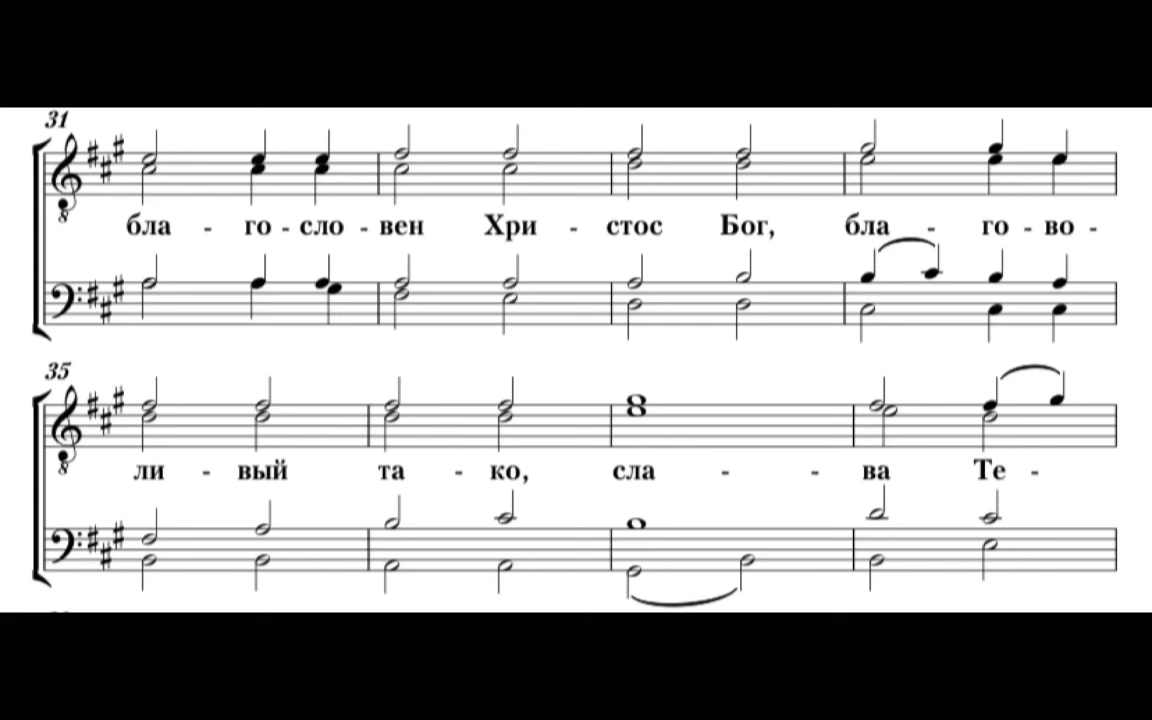 31
бла - го - сло - вен Хри - стос Бог, бла - го - во -
35
ли - вый та - ко, сла - - ва Те -